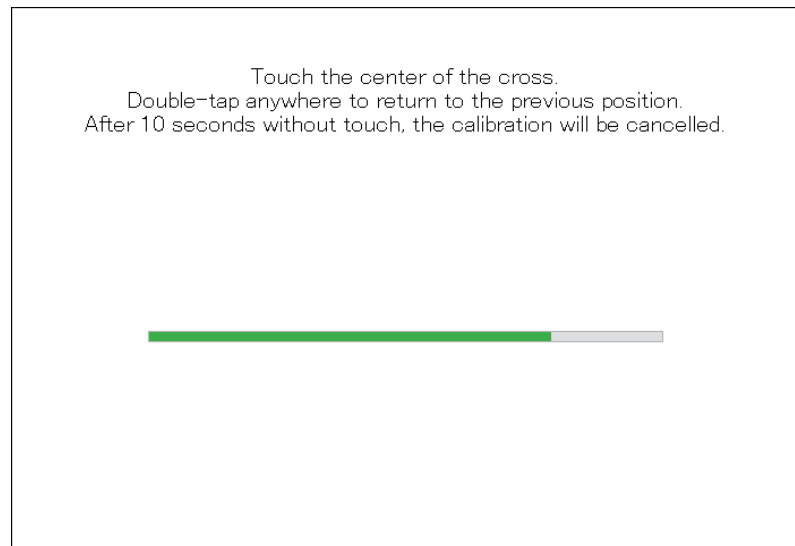 Touch the center of the cross.
Double-tap anywhere to return to the previous position.
After 10 seconds without touch, the calibration will be cancelled.